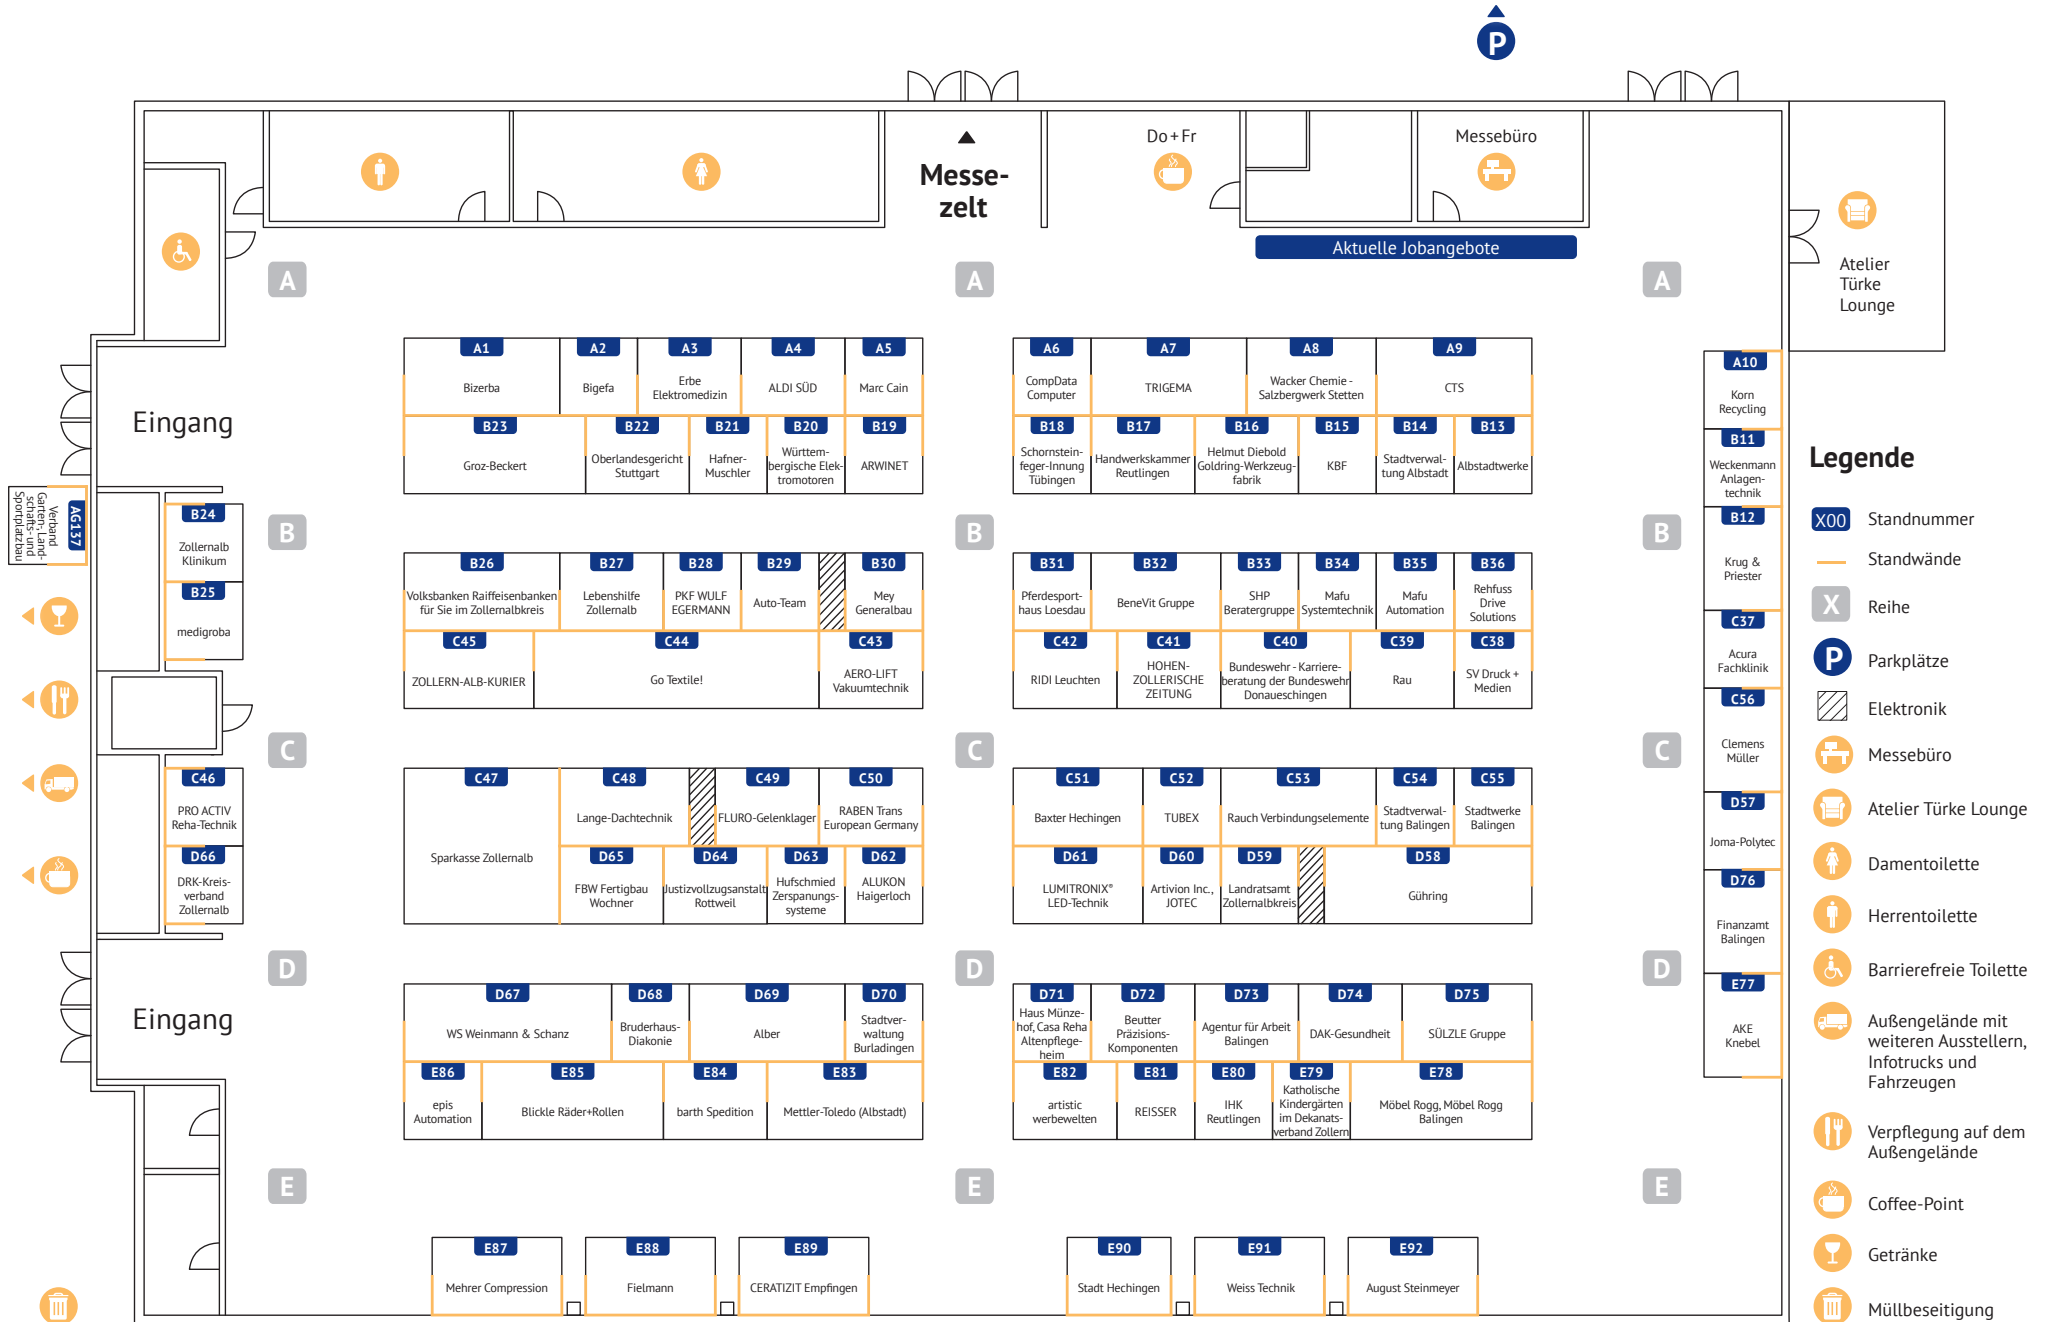 P
Do + Fr
Messebüro
Messe-
zelt
Aktuelle Jobangebote
Atelier
Türke
Lounge
A
A
A
A1
Bizerba
A2
Bigefa
A3
Erbe
Elektromedizin
A4
ALDI SÜD
A5
Marc Cain
A6
CompData
Computer
A7
TRIGEMA
A8
Wacker Chemie -
Salzbergwerk Stetten
A9
CTS
A10
Korn
Recycling
Eingang
B23
Groz-Beckert
B22
Oberlandesgericht
Stuttgart
B21
Hafner-
Muschler
B20
Württem-
bergische Elek-
tromotoren
B19
ARWINET
B18
Schornstein-
feger-Innung
Tübingen
B17
Handwerkskammer
Reutlingen
B16
Helmut Diebold
Goldring-Werkzeug-
fabrik
B15
KBF
B14
Stadtverwal-
tung Albstadt
B13
Albstadtwerke
B11
Weckenmann
Anlagen-
technik
AG137
Verband
Garten-, Land-
schafts- und
Sportplatzbau
B24
Zollernalb
Klinikum
B25
medigroba
B
B
B12
Krug &
Priester
B26
Volksbanken Raiffeisenbanken
für Sie im Zollernalbkreis
B27
Lebenshilfe
Zollernalb
B28
PKF WULF
EGERMANN
B29
Auto-Team
B30
Mey
Generalbau
B31
Pferdesport-
haus Loesdau
B32
BeneVit Gruppe
B33
SHP
Beratergruppe
B34
Mafu
Systemtechnik
B35
Mafu
Automation
B36
Rehfuss
Drive
Solutions
B
C37
Acura
Fachklinik
C45
ZOLLERN-ALB-KURIER
C44
Go Textile!
C43
AERO-LIFT
Vakuumtechnik
C42
RIDI Leuchten
C41
HOHEN-
ZOLLERISCHE
ZEITUNG
C40
Bundeswehr - Karriere-
beratung der Bundeswehr
Donaueschingen
C39
Rau
C38
SV Druck +
Medien
C56
Clemens
Müller
C
C
C
C46
PRO ACTIV
Reha-Technik
C47
Sparkasse Zollernalb
C48
Lange-Dachtechnik
C49
FLURO-Gelenklager
C50
RABEN Trans
European Germany
C51
Baxter Hechingen
C52
TUBEX
C53
Rauch Verbindungselemente
C54
Stadtverwal-
tung Balingen
C55
Stadtwerke
Balingen
D57
Joma-Polytec
D66
DRK-Kreis-
verband
Zollernalb
D65
FBW Fertigbau
Wochner
D64
Justizvollzugsanstalt
Rottweil
D63
Hufschmied
Zerspanungs-
systeme
D62
ALUKON
Haigerloch
D61
LUMITRONIX®
LED-Technik
D60
Artivion Inc.,
JOTEC
D59
Landratsamt
Zollernalbkreis
D58
Gühring
D76
Finanzamt
Balingen
D
D
D
Eingang
D67
WS Weinmann & Schanz
D68
Bruderhaus-
Diakonie
D69
Alber
D70
Stadtver-
waltung
Burladingen
D71
Haus Münze-
hof, Casa Reha
Altenpflege-
heim
D72
Beutter
Präzisions-
Komponenten
D73
Agentur für Arbeit
Balingen
D74
DAK-Gesundheit
D75
SÜLZLE Gruppe
E77
AKE
Knebel
E86
epis
Automation
E85
Blickle Räder+Rollen
E84
barth Spedition
E83
Mettler-Toledo (Albstadt)
E82
artistic
werbewelten
E81
REISSER
E80
IHK
Reutlingen
E79
Katholische
Kindergärten
im Dekanats-
verband Zollern
E78
Möbel Rogg, Möbel Rogg
Balingen
E
E
E
E87
Mehrer Compression
E88
Fielmann
E89
CERATIZIT Empfingen
E90
Stadt Hechingen
E91
Weiss Technik
E92
August Steinmeyer
Legende
X00 Standnummer
Standwände
X Reihe
P Parkplätze
Elektronik
Messebüro
Atelier Türke Lounge
Damentoilette
Herrentoilette
Barrierefreie Toilette
Außengelände mit
weiteren Ausstellern,
Infotrucks und
Fahrzeugen
Verpflegung auf dem
Außengelände
Coffee-Point
Getränke
Müllbeseitigung